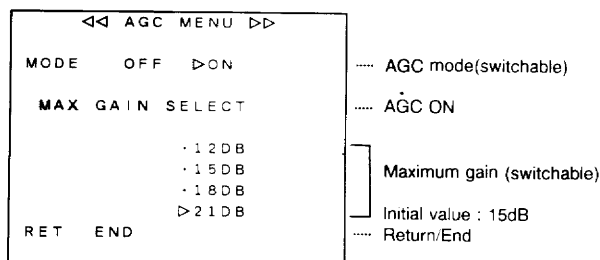 ◁◁ AGC MENU ▷▷
MODE OFF ▷ON ····· AGC mode(switchable)
MAX GAIN SELECT ····· AGC ON
·12DB
·15DB
Maximum gain (switchable)
·18DB
▷21DB Initial value : 15dB
RET END ····· Return/End